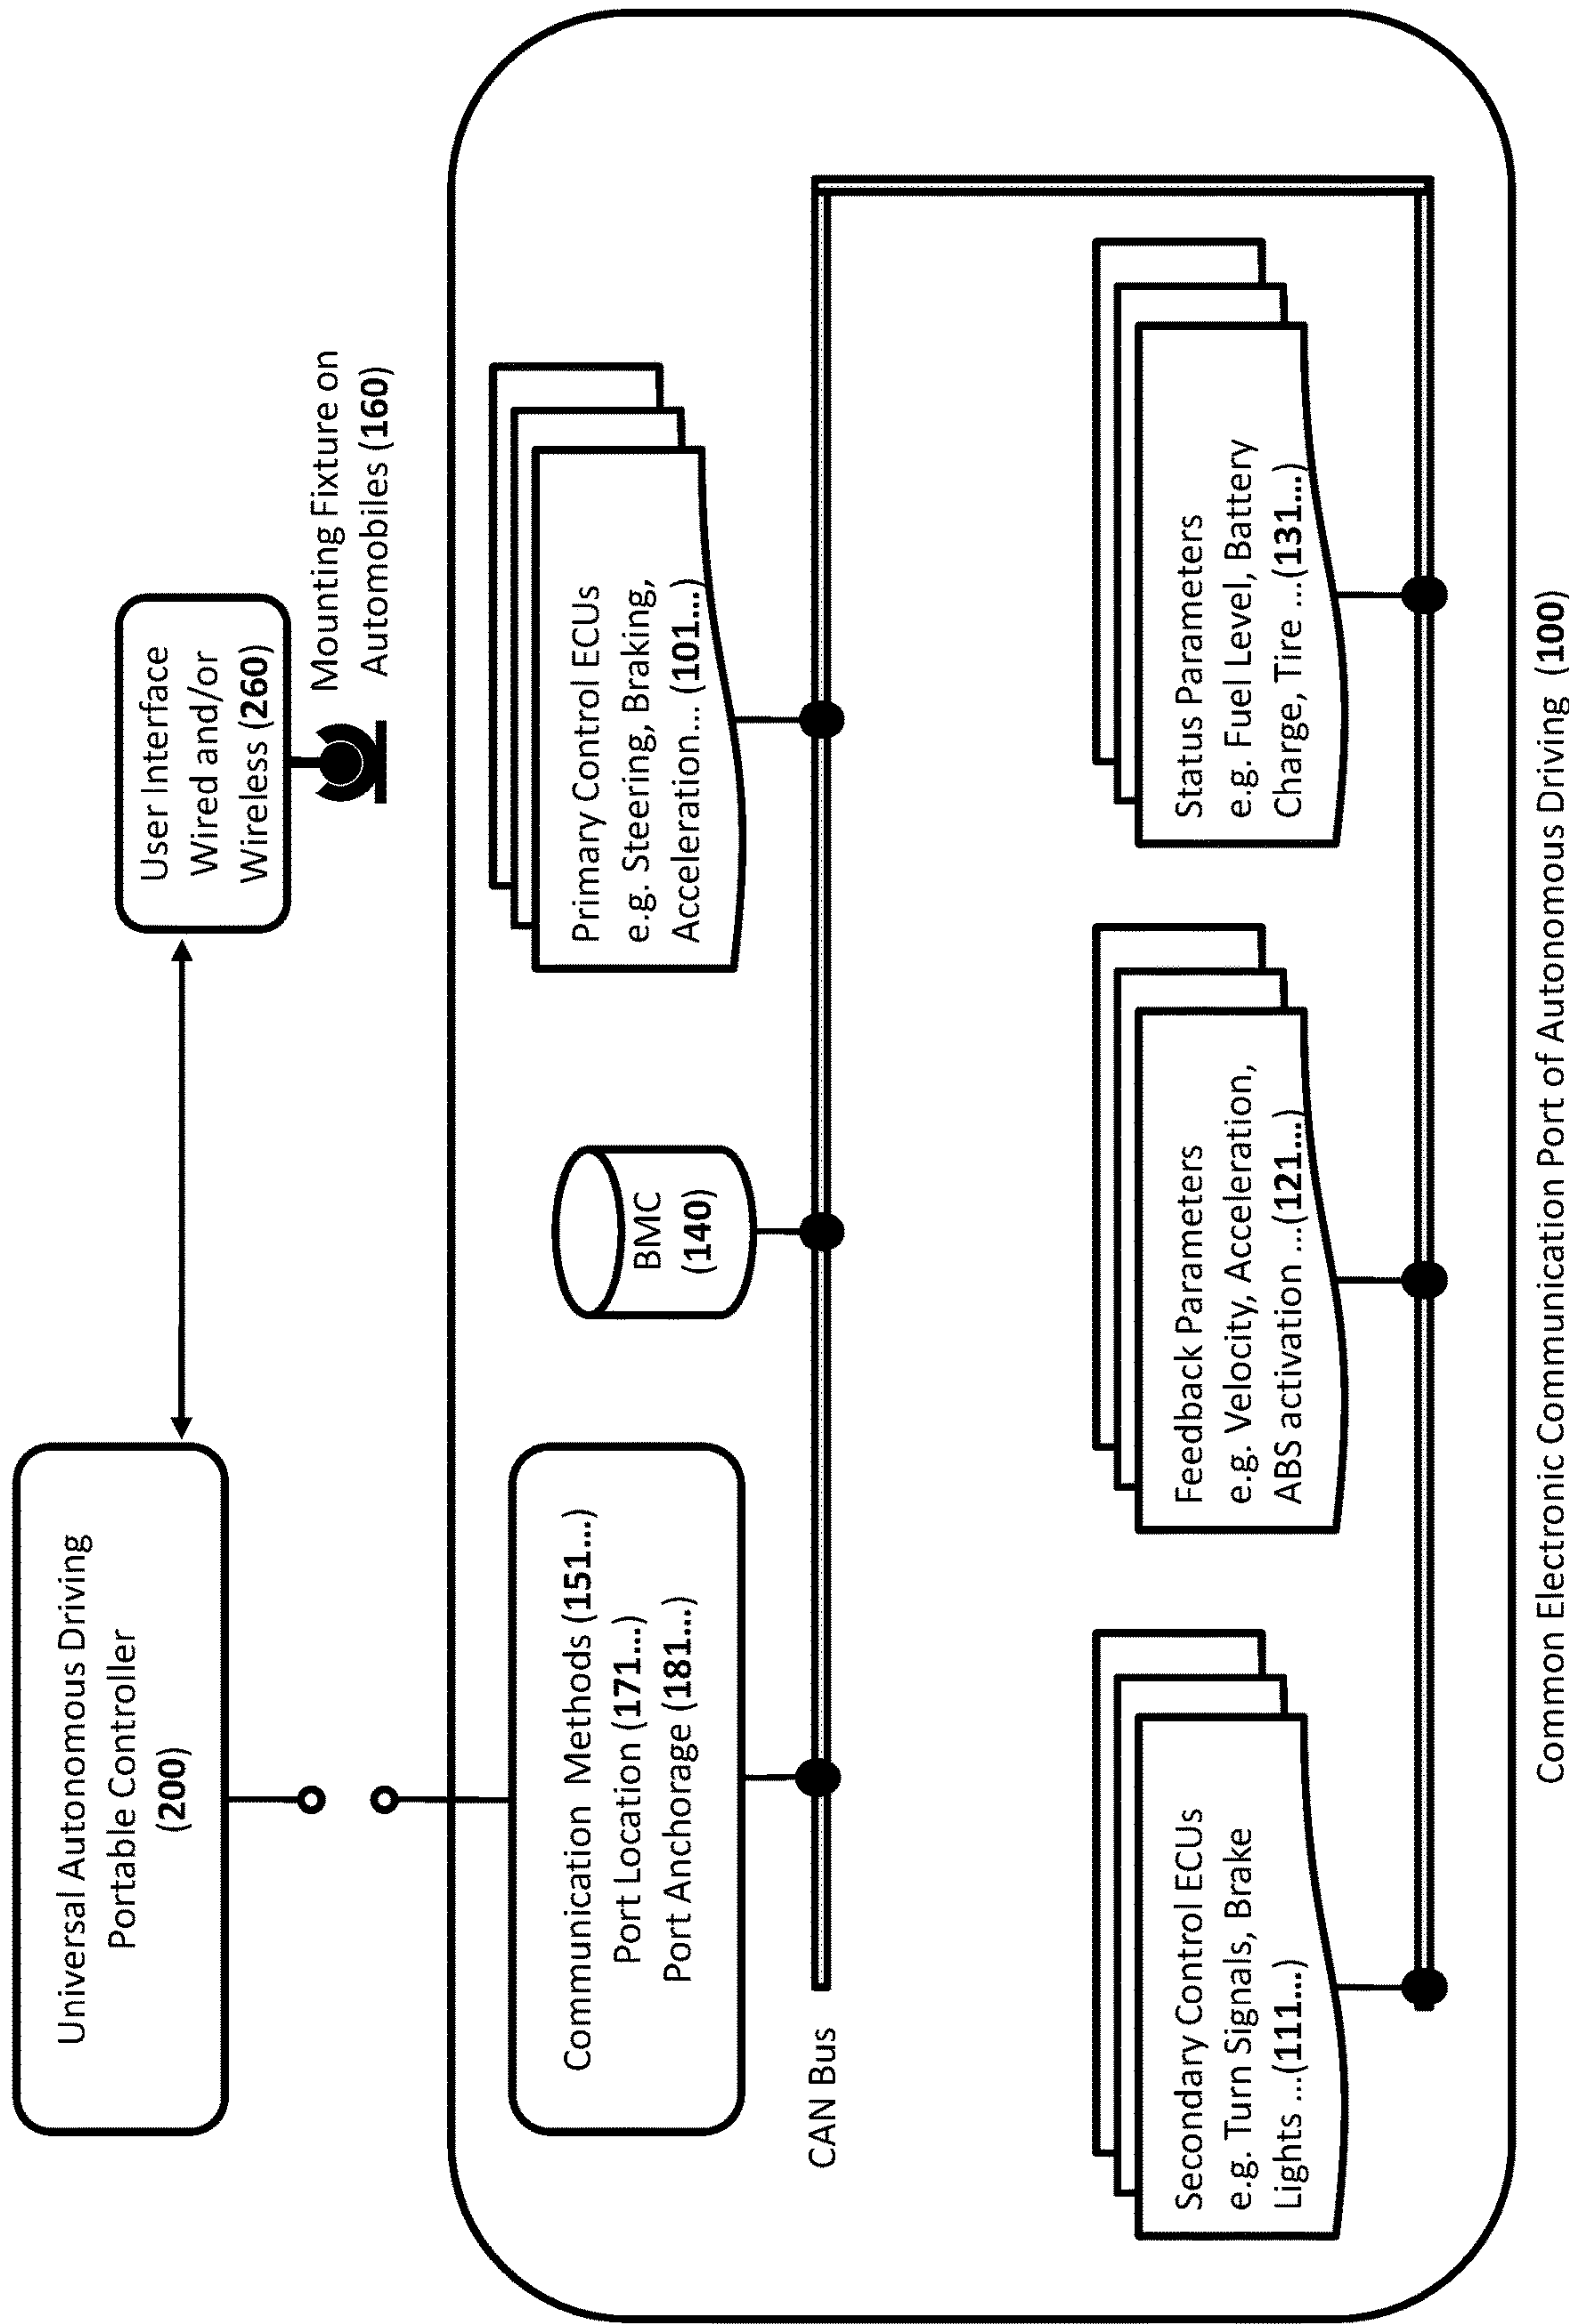 Universal Autonomous Driving
Portable Controller
(200)
User Interface
Wired and/or
Wireless (260)
Mounting Fixture on
Automobiles (160)
Communication  Methods (151...)
Port Location (171...)
Port Anchorage (181...)
BMC
(140)
Primary Control ECUs
e.g. Steering, Braking,
Acceleration... (101...)
CAN Bus
Secondary Control ECUs
e.g. Turn Signals, Brake
Lights ...(111...)
Feedback Parameters
e.g. Velocity, Acceleration,
ABS activation ...(121...)
Status Parameters
e.g. Fuel Level, Battery
Charge, Tire ...(131...)
Common Electronic Communication Port of Autonomous Driving  (100)